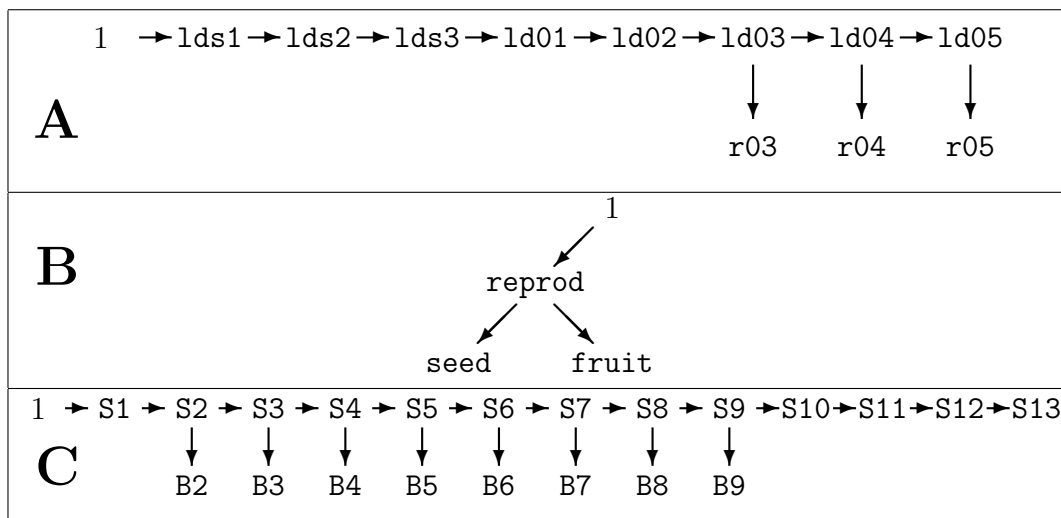 1 lds1 lds2 lds3 ld01 ld02 ld03 ld04 ld05
A
r03 r04 r05
1
B
reprod
seed fruit
1 S1 S2 S3 S4 S5 S6 S7 S8 S9 S10 S11 S12 S13
C
B2 B3 B4 B5 B6 B7 B8 B9